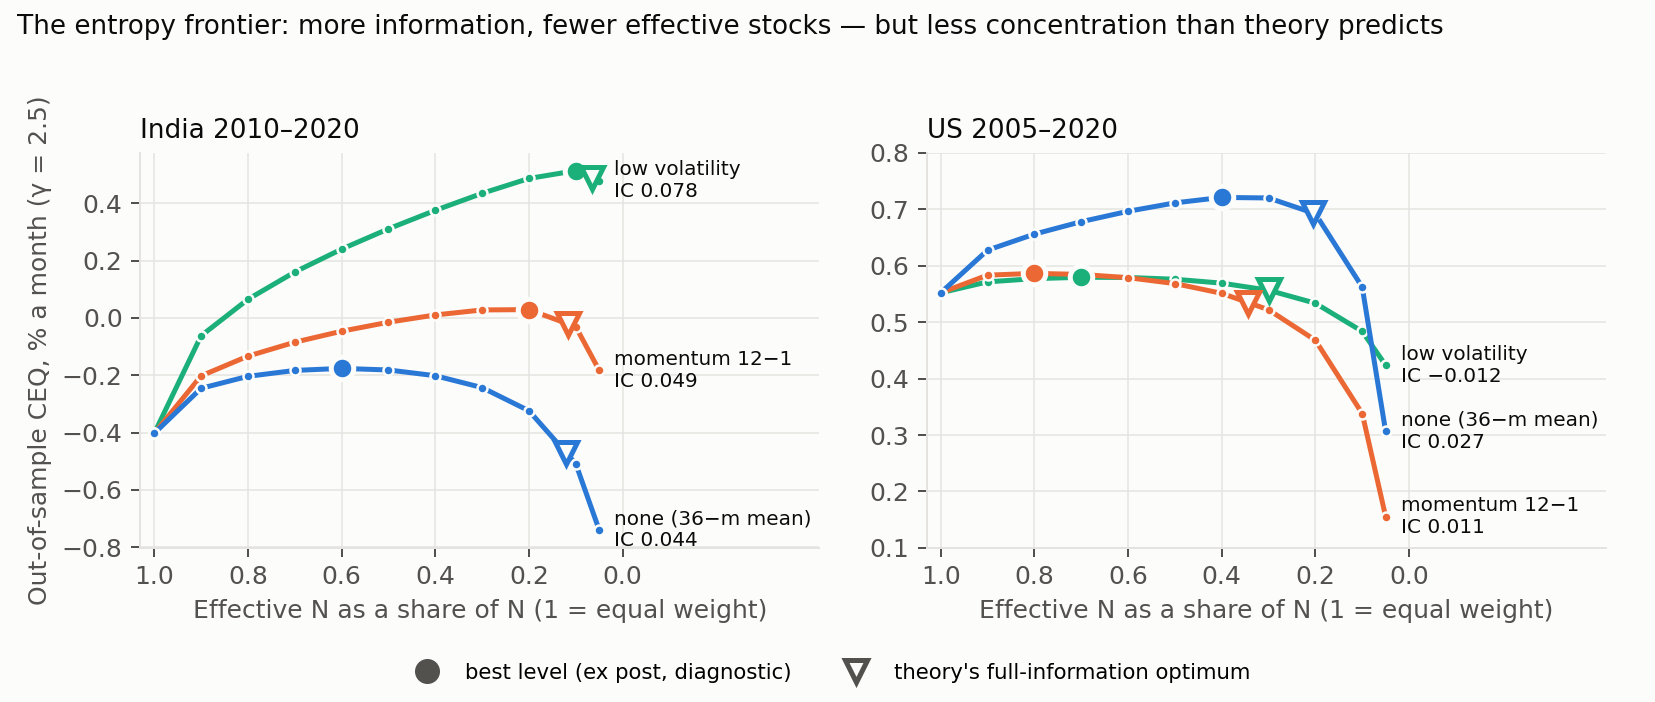 The entropy frontier: more information, fewer effective stocks — but less concentration than theory predicts
Out-of-sample CEQ, % a month (γ = 2.5)
India 2010–2020
0.4
0.2
0.0
−0.2
−0.4
−0.6
−0.8
low volatility
IC 0.078
momentum 12−1
IC 0.049
none (36−m mean)
IC 0.044
1.0 0.8 0.6 0.4 0.2 0.0
Effective N as a share of N (1 = equal weight)
US 2005–2020
0.8
0.7
0.6
0.5
0.4
0.3
0.2
0.1
low volatility
IC −0.012
none (36−m mean)
IC 0.027
momentum 12−1
IC 0.011
1.0 0.8 0.6 0.4 0.2 0.0
Effective N as a share of N (1 = equal weight)
best level (ex post, diagnostic)
theory's full-information optimum